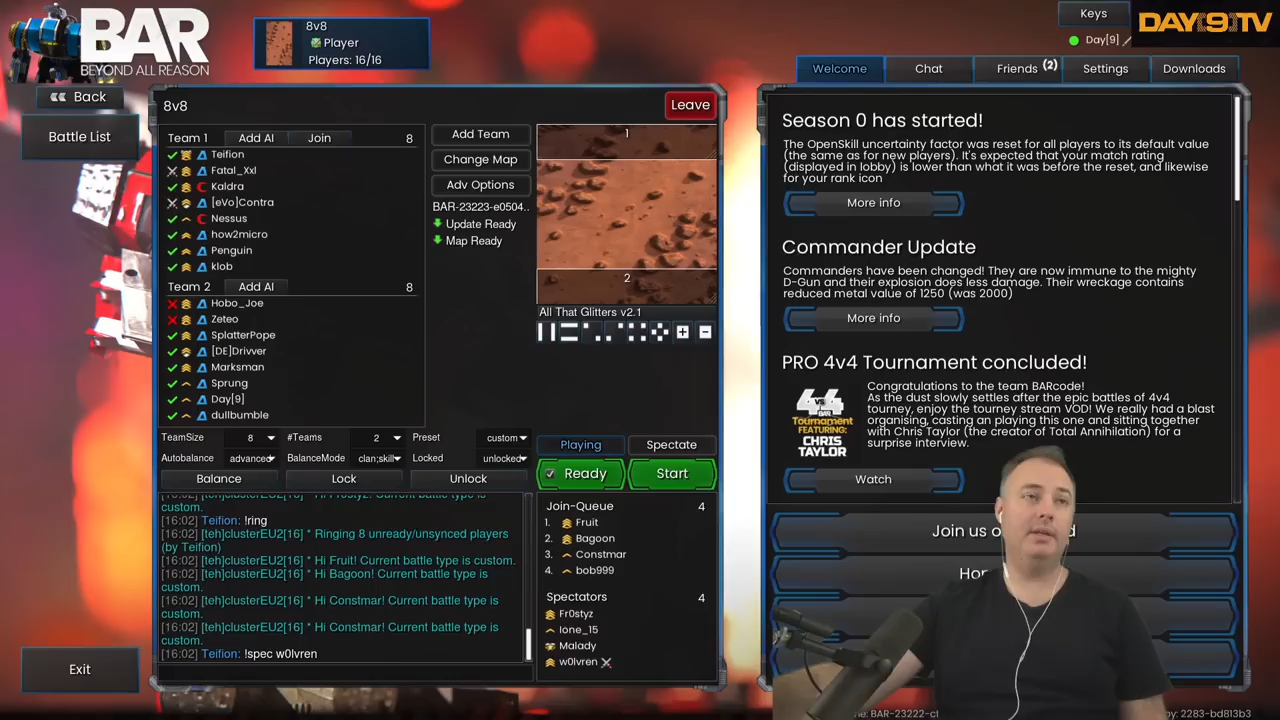 BAR
BEYOND ALL REASON
8v8
Player
Players: 16/16
Keys
Day[9]
DAY[9]TV
Back
Battle List
Exit
8v8
Leave
Team 1
Add AI
Join
8
Teifion
Fatal_Xxl
Kaldra
[eVo]Contra
Nessus
how2micro
Penguin
klob
Team 2
Add AI
8
Hobo_Joe
Zeteo
SplatterPope
[DE]Drivver
Marksman
Sprung
Day[9]
dullbumble
Add Team
Change Map
Adv Options
BAR-23223-e0504..
Update Ready
Map Ready
1
2
All That Glitters v2.1
TeamSize
8
#Teams
2
Preset
custom
Autobalance
advanced
BalanceMode
clan;skill
Locked
unlocked
Balance
Lock
Unlock
Playing
Spectate
Ready
Start
custom.
[16:02] Teifion: !ring
[16:02] [teh]clusterEU2[16] * Ringing 8 unready/unsynced players
(by Teifion)
[16:02] [teh]clusterEU2[16] * Hi Fruit! Current battle type is custom.
[16:02] [teh]clusterEU2[16] * Hi Bagoon! Current battle type is
custom.
[16:02] [teh]clusterEU2[16] * Hi Constmar! Current battle type is
custom.
[16:02] [teh]clusterEU2[16] * Hi Constmar! Current battle type is
custom.
[16:02] Teifion: !spec w0lvren
Join-Queue
4
1. Fruit
2. Bagoon
3. Constmar
4. bob999
Spectators
4
Fr0styz
Ione_15
Malady
w0lvren
Welcome
Chat
Friends (2)
Settings
Downloads
Season 0 has started!
The OpenSkill uncertainty factor was reset for all players to its default value
(the same as for new players). It's expected that your match rating
(displayed in lobby) is lower than what it was before the reset, and likewise
for your rank icon
More info
Commander Update
Commanders have been changed! They are now immune to the mighty
D-Gun and their explosion does less damage. Their wreckage contains
reduced metal value of 1250 (was 2000)
More info
PRO 4v4 Tournament concluded!
4v4
BAR
Tournament
FEATURING:
CHRIS
TAYLOR
Congratulations to the team BARcode!
As the dust slowly settles after the epic battles of 4v4
tourney, enjoy the tourney stream VOD! We really had a blast
organising, casting an playing this one and sitting together
with Chris Taylor (the creator of Total Annihilation) for a
surprise interview.
Watch
Join us o
d
BAR-23222-
2283-bd813b3